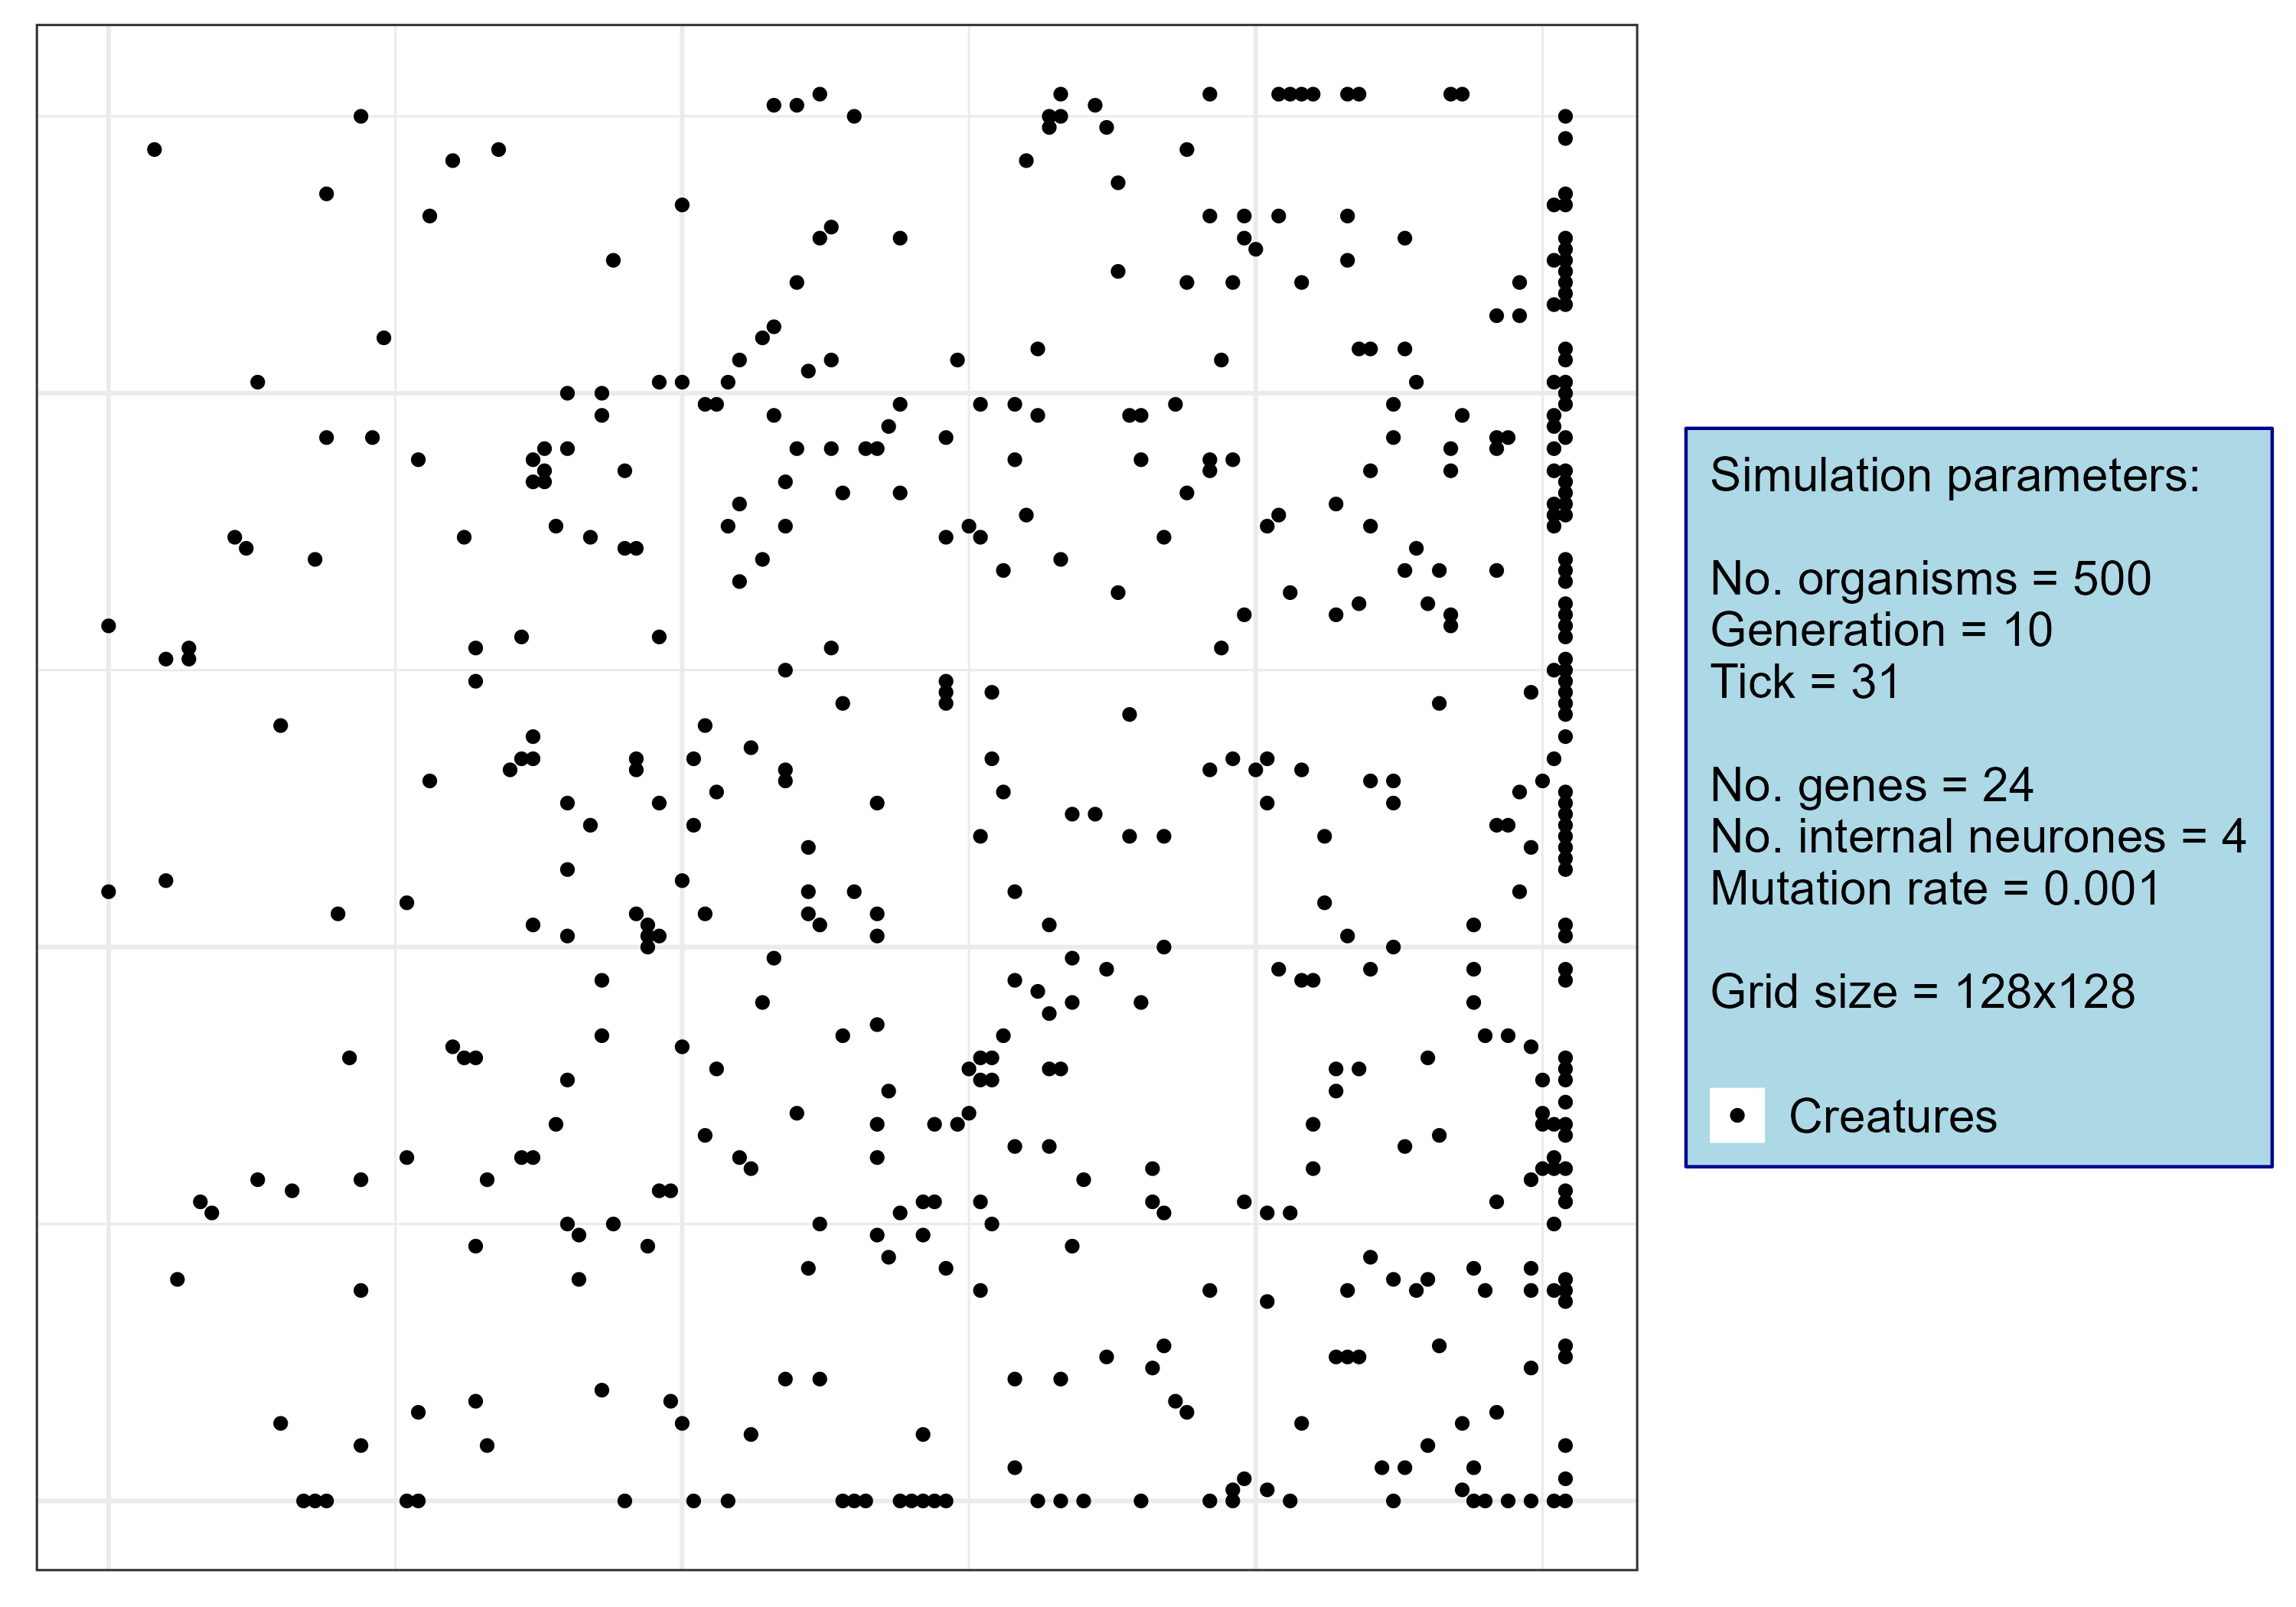 Simulation parameters:
No. organisms = 500
Generation = 10
Tick = 31
No. genes = 24
No. internal neurones = 4
Mutation rate = 0.001
Grid size = 128x128
Creatures